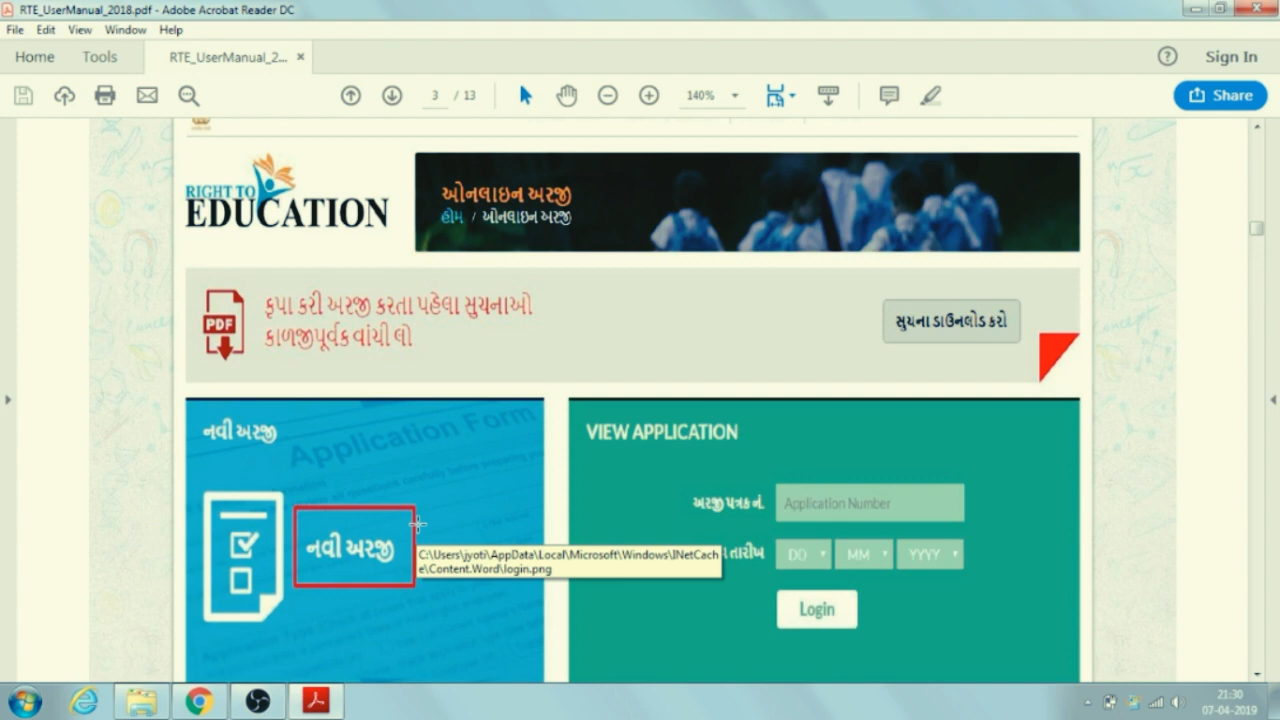 RTE_UserManual_2018.pdf - Adobe Acrobat Reader DC
File Edit View Window Help
Home Tools RTE_UserManual_2... × Sign In
3 / 13 140% Share
RIGHT TO
EDUCATION
ઓનલાઇન અરજી
હોમ / ઓનલાઇન અરજી
PDF
કૃપા કરી અરજી કરતા પહેલા સુચનાઓ
કાળજીપૂર્વક વાંચી લો
સુચના ડાઉનલોડ કરો
નવી અરજી
Application Form
નવી અરજી
VIEW APPLICATION
અરજી પત્રક નં.
Application Number
તારીખ
DD MM YYYY
Login
C:\Users\jyoti\AppData\Local\Microsoft\Windows\INetCach
e\Content.Word\login.png
21:30
07-04-2019